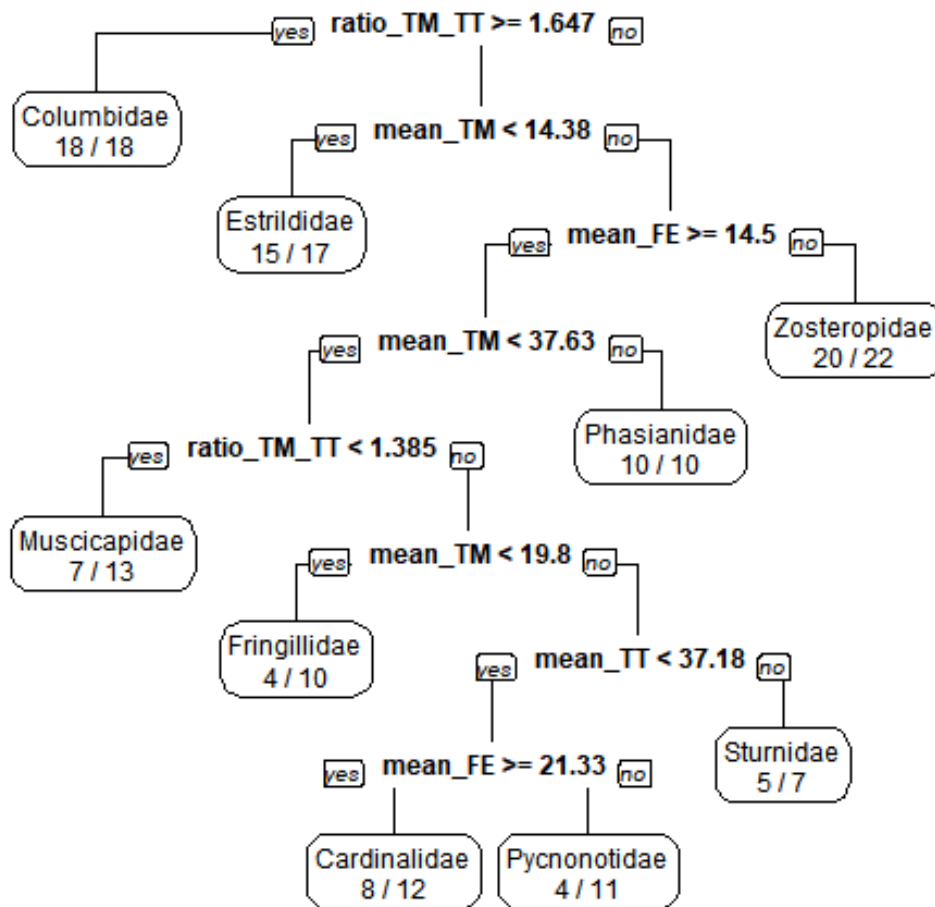 yes ratio_TM_TT >= 1.647 no
Columbidae
18 / 18
yes mean_TM < 14.38 no
Estrildidae
15 / 17
yes mean_FE >= 14.5 no
Zosteropidae
20 / 22
yes mean_TM < 37.63 no
Phasianidae
10 / 10
yes ratio_TM_TT < 1.385 no
Muscicapidae
7 / 13
yes mean_TM < 19.8 no
Fringillidae
4 / 10
yes mean_TT < 37.18 no
Sturnidae
5 / 7
yes mean_FE >= 21.33 no
Cardinalidae
8 / 12
Pycnonotidae
4 / 11